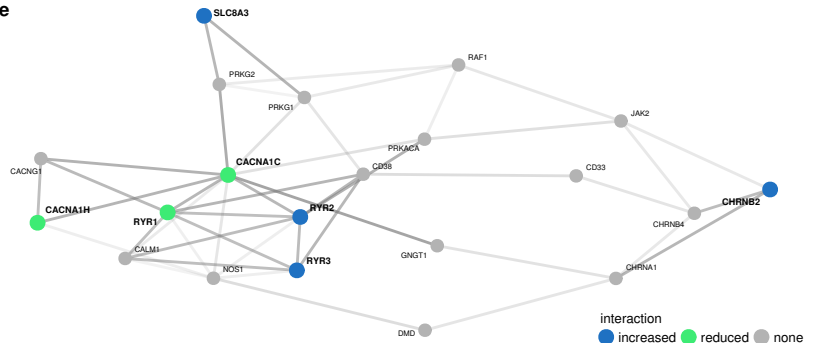 e
SLC8A3
RAF1
PRKG2
PRKG1
JAK2
PRKACA
CACNG1
CACNA1C
CD38
CD33
CHRNB2
CACNA1H
RYR1
RYR2
CHRNB4
CALM1
GNGT1
RYR3
NOS1
CHRNA1
DMD
interaction
increased reduced none